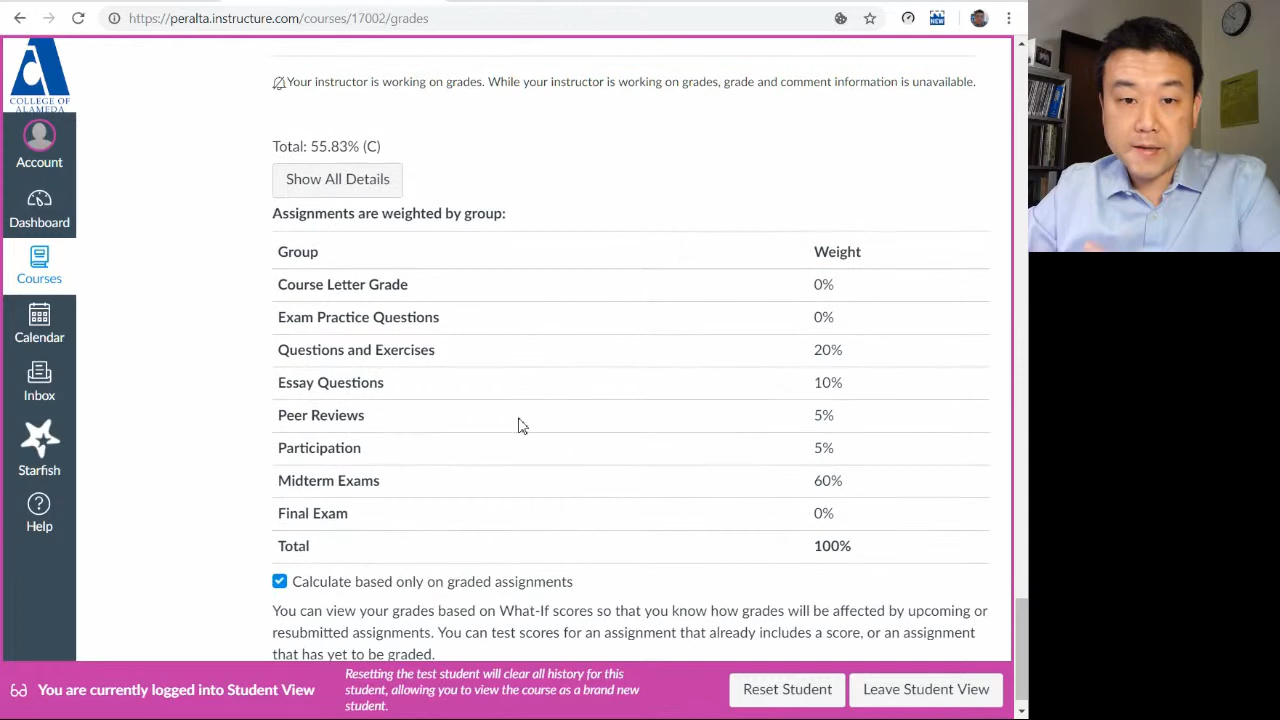 https://peralta.instructure.com/courses/17002/grades
NEW
COLLEGE OF
ALAMEDA
Account
Dashboard
Courses
Calendar
Inbox
Starfish
Help
Your instructor is working on grades. While your instructor is working on grades, grade and comment information is unavailable.
Total: 55.83% (C)
Show All Details
Assignments are weighted by group:
Group Weight
Course Letter Grade 0%
Exam Practice Questions 0%
Questions and Exercises 20%
Essay Questions 10%
Peer Reviews 5%
Participation 5%
Midterm Exams 60%
Final Exam 0%
Total 100%
Calculate based only on graded assignments
You can view your grades based on What-If scores so that you know how grades will be affected by upcoming or
resubmitted assignments. You can test scores for an assignment that already includes a score, or an assignment
that has yet to be graded.
You are currently logged into Student View
Resetting the test student will clear all history for this
student, allowing you to view the course as a brand new
student.
Reset Student
Leave Student View